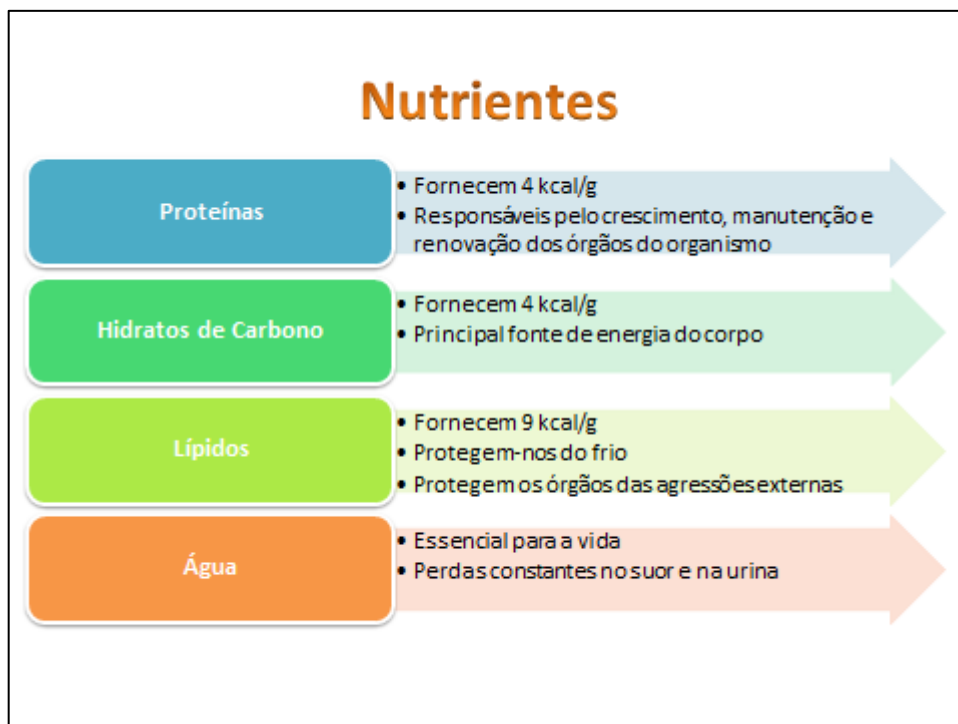 Nutrientes
Proteínas
• Fornecem 4 kcal/g
• Responsáveis pelo crescimento, manutenção e
renovação dos órgãos do organismo
Hidratos de Carbono
• Fornecem 4 kcal/g
• Principal fonte de energia do corpo
Lípidos
• Fornecem 9 kcal/g
• Protegem-nos do frio
• Protegem os órgãos das agressões externas
Água
• Essencial para a vida
• Perdas constantes no suor e na urina